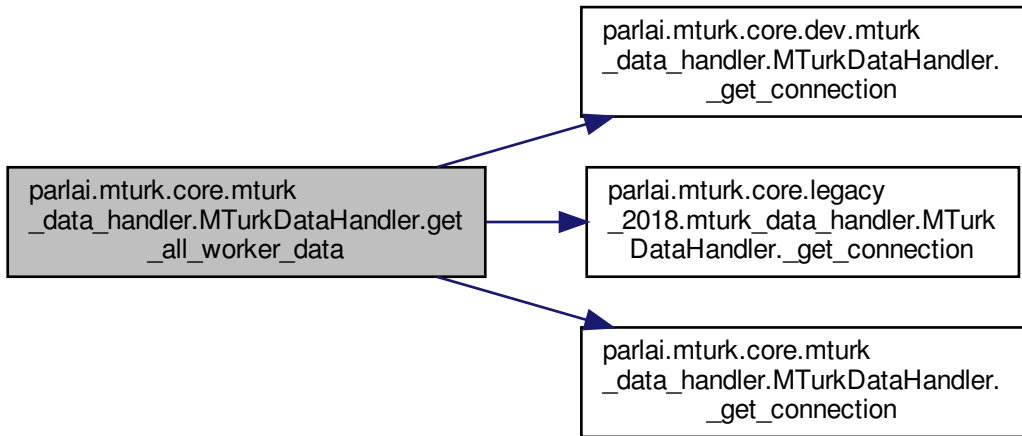 parlai.mturk.core.dev.mturk
_data_handler.MTurkDataHandler.
_get_connection
parlai.mturk.core.mturk
_data_handler.MTurkDataHandler.get
_all_worker_data
parlai.mturk.core.legacy
_2018.mturk_data_handler.MTurk
DataHandler._get_connection
parlai.mturk.core.mturk
_data_handler.MTurkDataHandler.
_get_connection